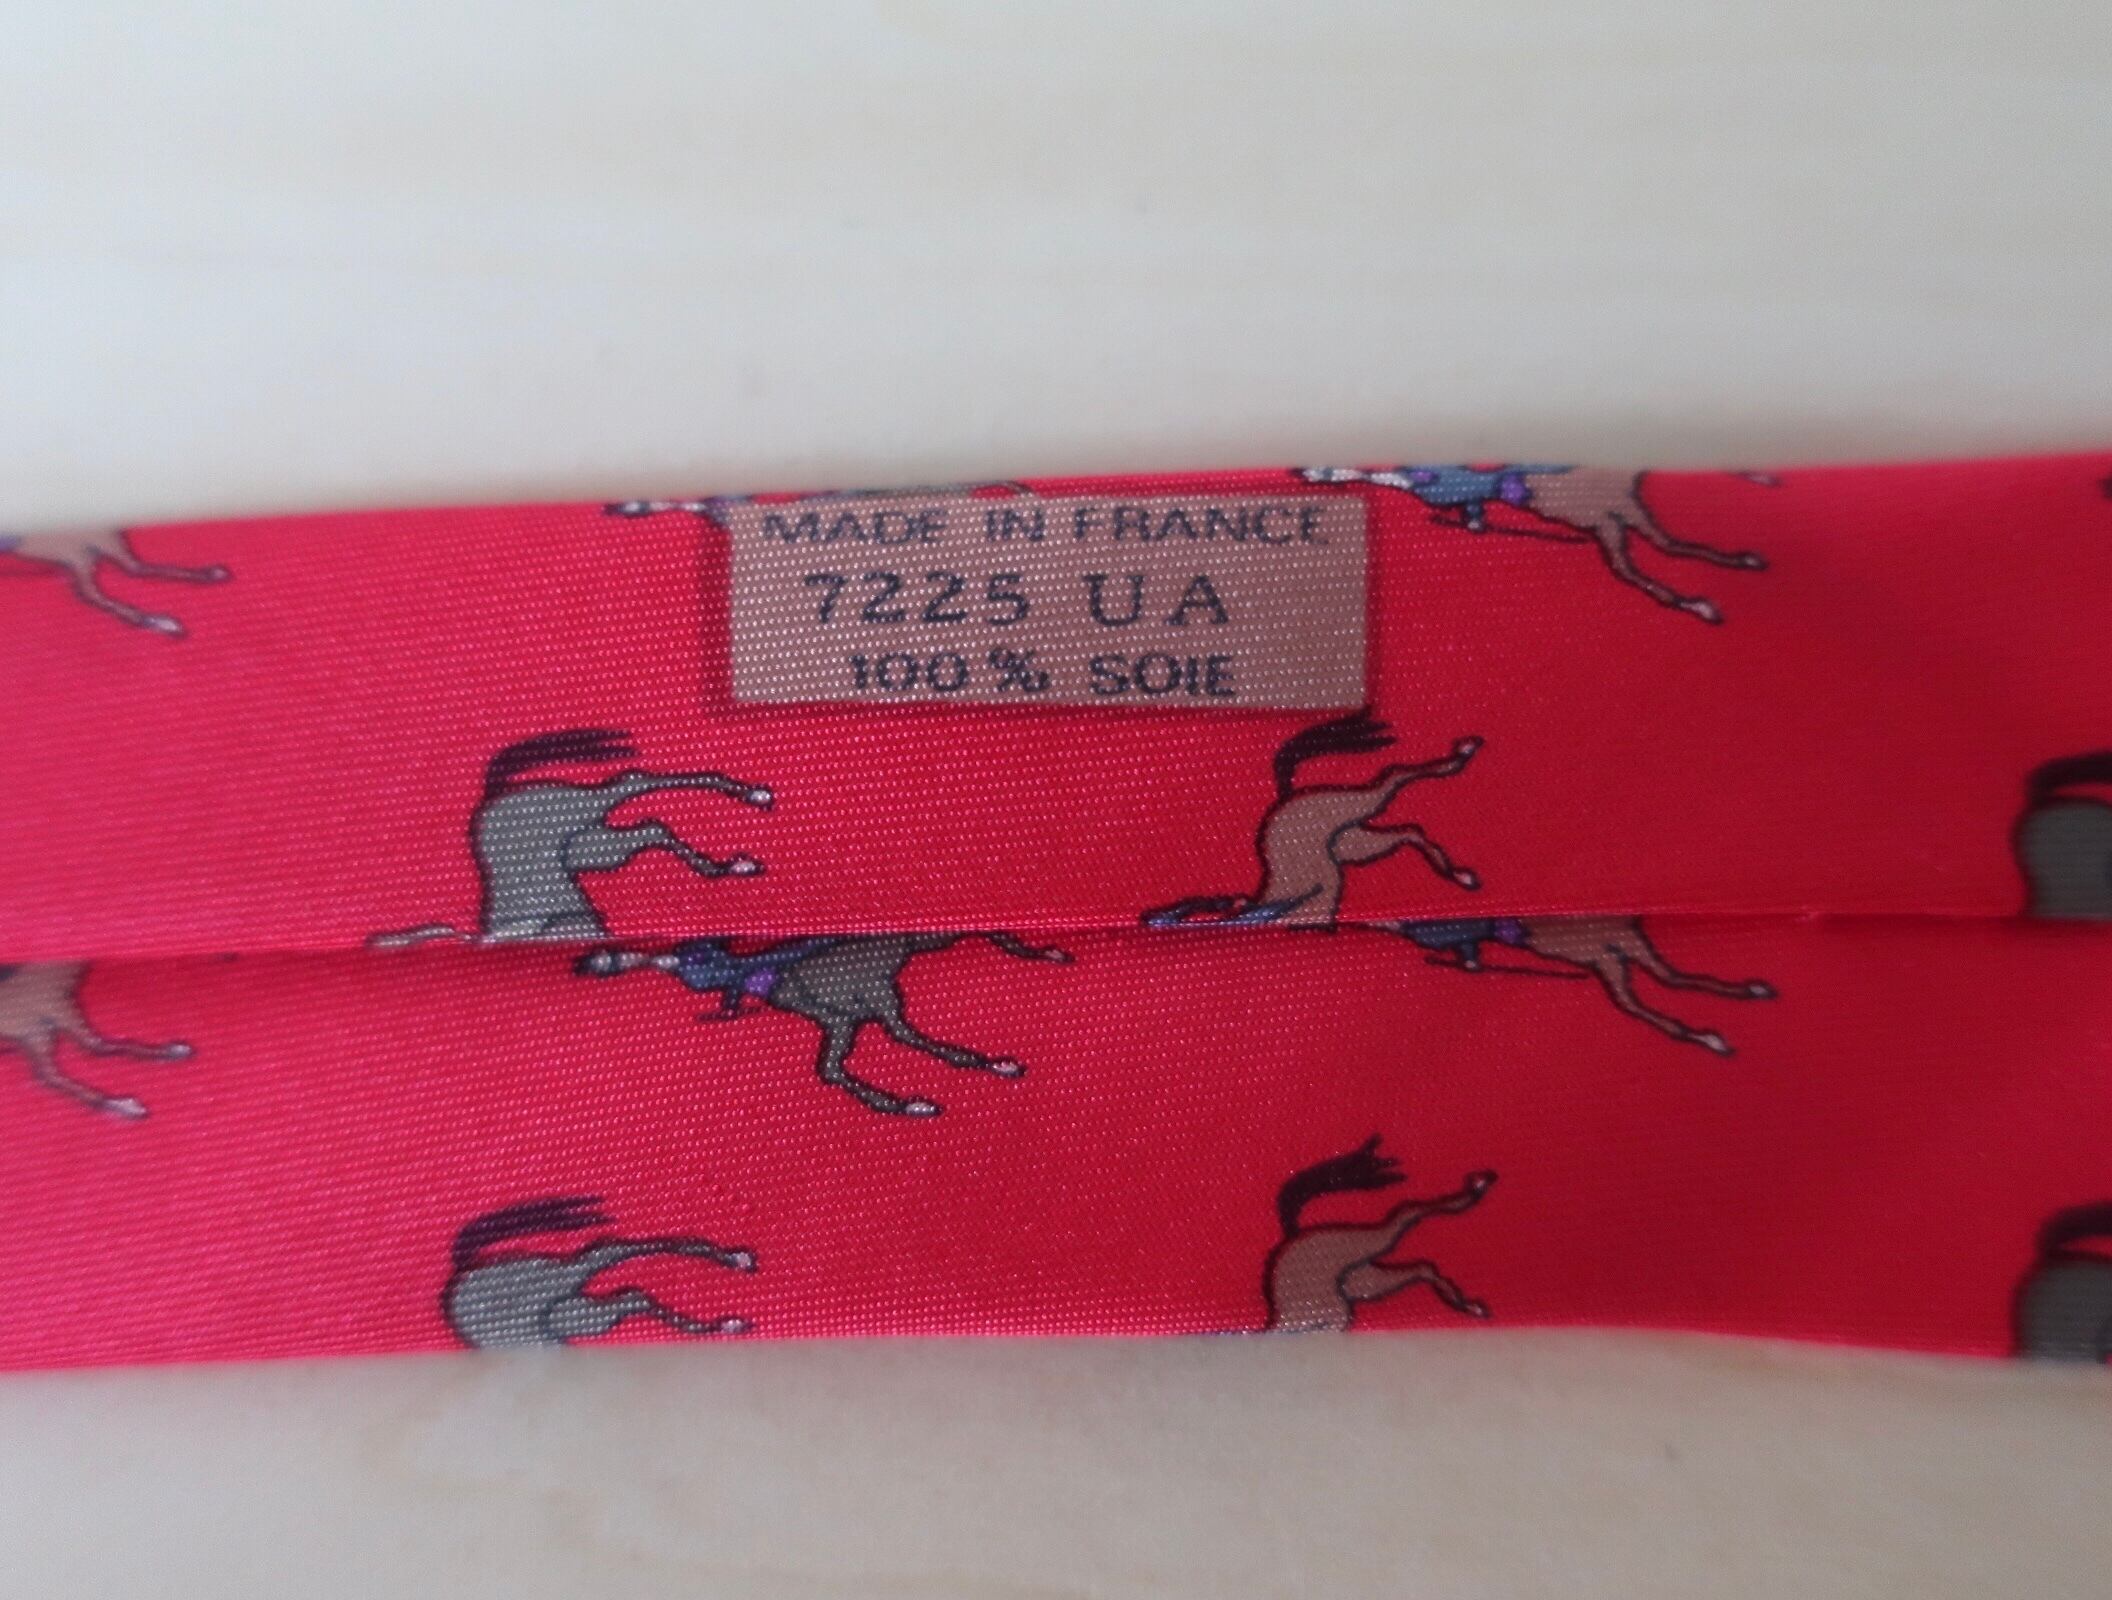 MADE IN FRANCE
7225 UA
100% SOIE